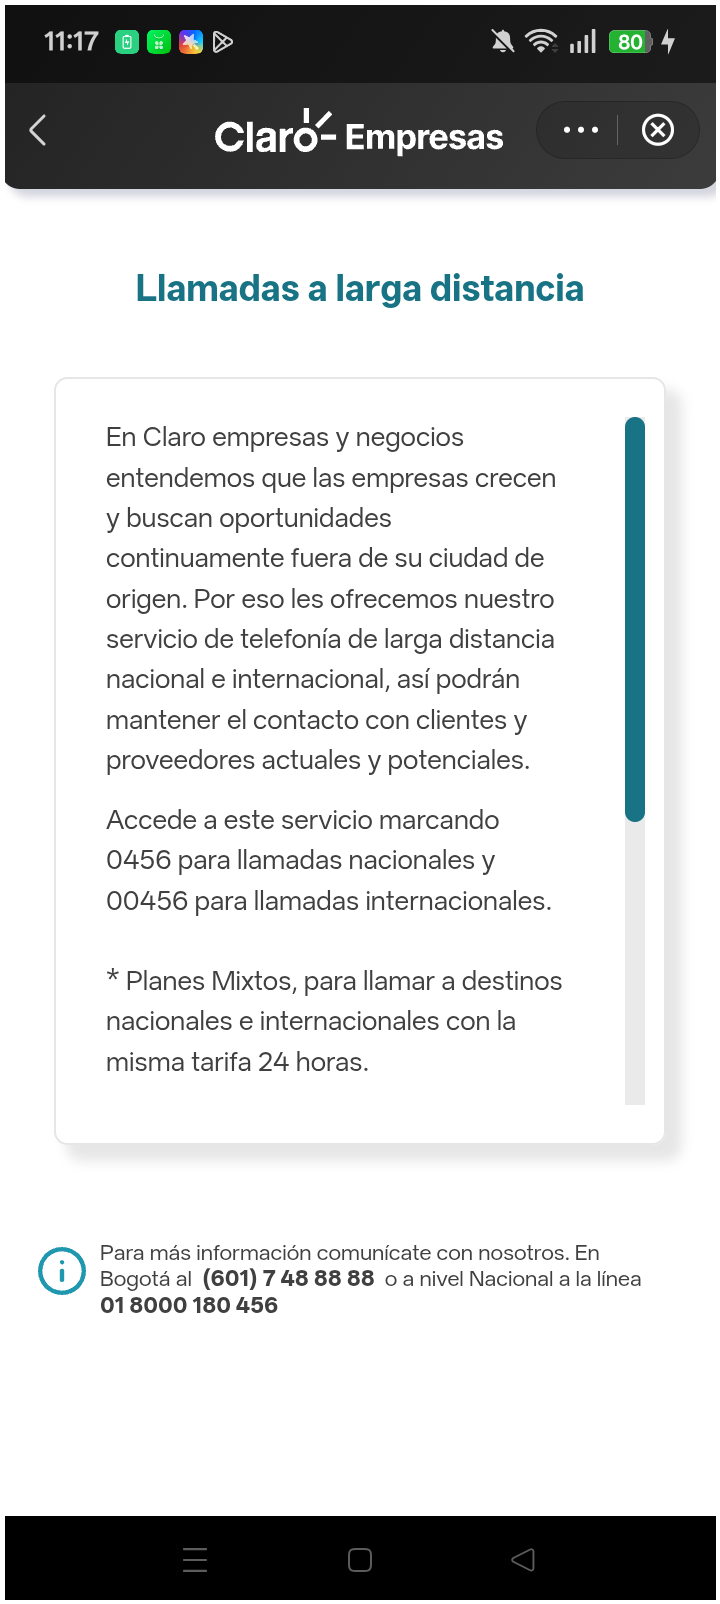 11:17
80
Claro Empresas
Llamadas a larga distancia
En Claro empresas y negocios
entendemos que las empresas crecen
y buscan oportunidades
continuamente fuera de su ciudad de
origen. Por eso les ofrecemos nuestro
servicio de telefonía de larga distancia
nacional e internacional, así podrán
mantener el contacto con clientes y
proveedores actuales y potenciales.
Accede a este servicio marcando
0456 para llamadas nacionales y
00456 para llamadas internacionales.
* Planes Mixtos, para llamar a destinos
nacionales e internacionales con la
misma tarifa 24 horas.
Para más información comunícate con nosotros. En
Bogotá al (601) 7 48 88 88 o a nivel Nacional a la línea
01 8000 180 456